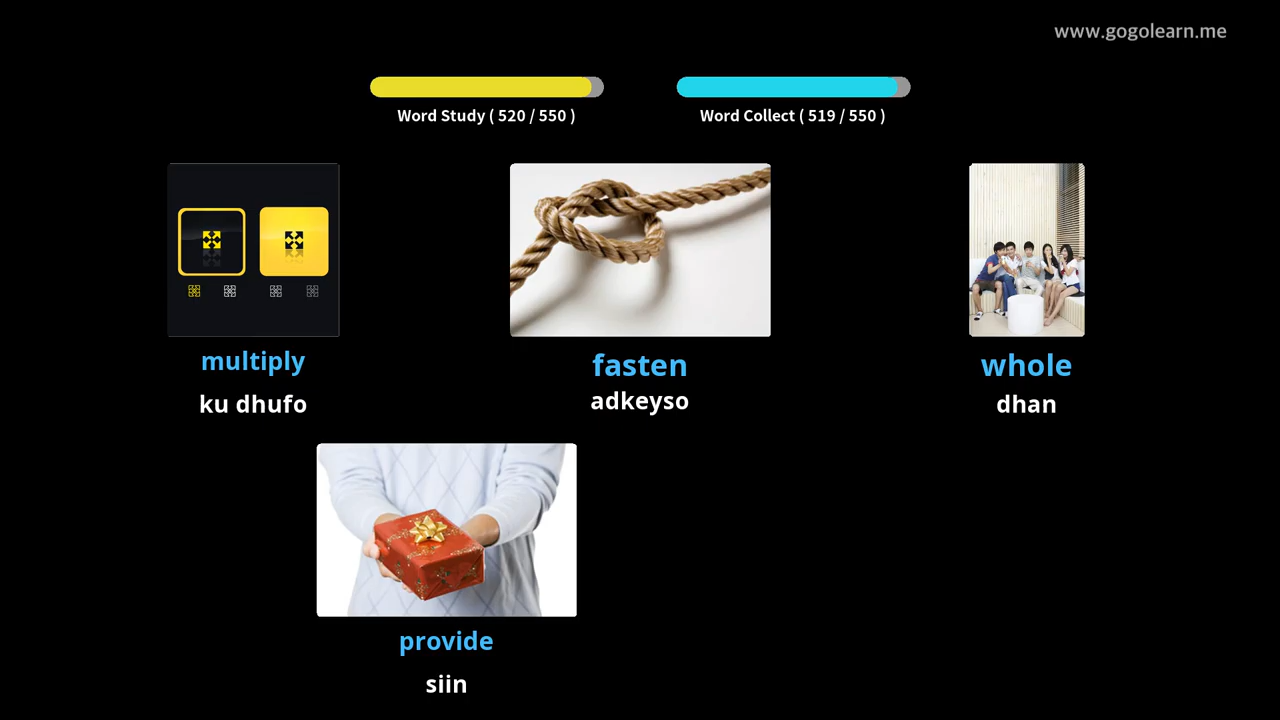 www.gogolearn.me
Word Study ( 520 / 550 )
Word Collect ( 519 / 550 )
multiply
ku dhufo
fasten
adkeyso
whole
dhan
provide
siin